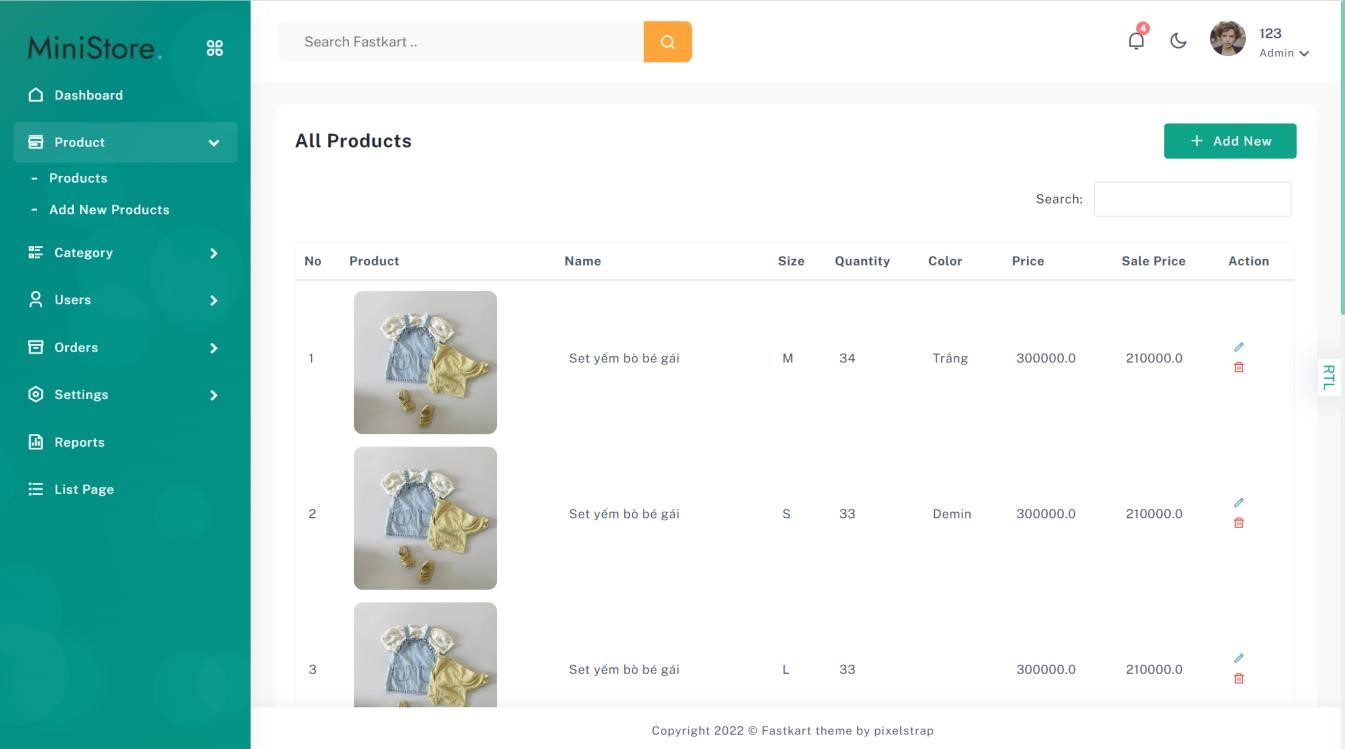 MiniStore.
Search Fastkart ..
4
123
Admin
Dashboard
Product
- Products
- Add New Products
Category
Users
Orders
Settings
Reports
List Page
All Products
+ Add New
Search:
No Product Name Size Quantity Color Price Sale Price Action
1 Set yếm bò bé gái M 34 Trắng 300000.0 210000.0
2 Set yếm bò bé gái S 33 Demin 300000.0 210000.0
3 Set yếm bò bé gái L 33 300000.0 210000.0
RTL
Copyright 2022 © Fastkart theme by pixelstrap